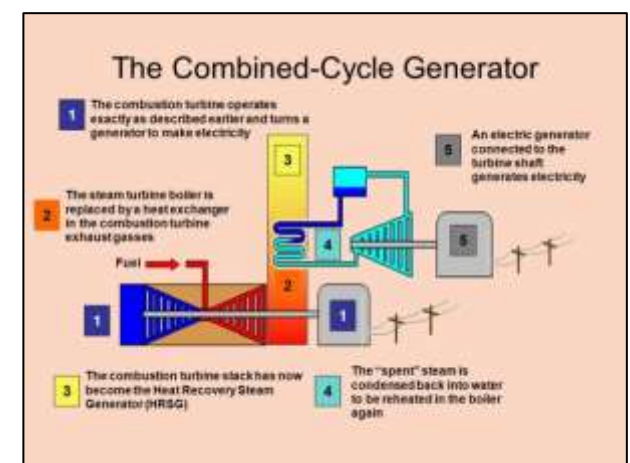 The Combined-Cycle Generator
1
The combustion turbine operates
exactly as described earlier and turns a
generator to make electricity
3
5
An electric generator
connected to the
turbine shaft
generates electricity
2
The steam turbine boiler is
replaced by a heat exchanger
in the combustion turbine
exhaust gasses
4
5
Fuel
2
1
1
3
The combustion turbine stack has now
become the Heat Recovery Steam
Generator (HRSG)
4
The "spent" steam is
condensed back into water
to be reheated in the boiler
again